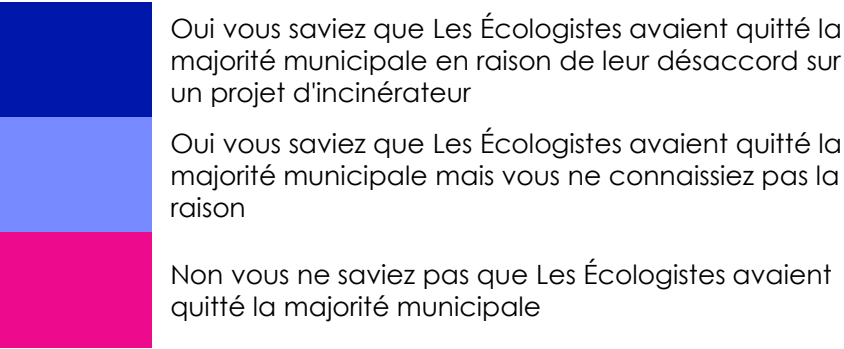 Oui vous saviez que Les Écologistes avaient quitté la
majorité municipale en raison de leur désaccord sur
un projet d'incinérateur
Oui vous saviez que Les Écologistes avaient quitté la
majorité municipale mais vous ne connaissiez pas la
raison
Non vous ne saviez pas que Les Écologistes avaient
quitté la majorité municipale